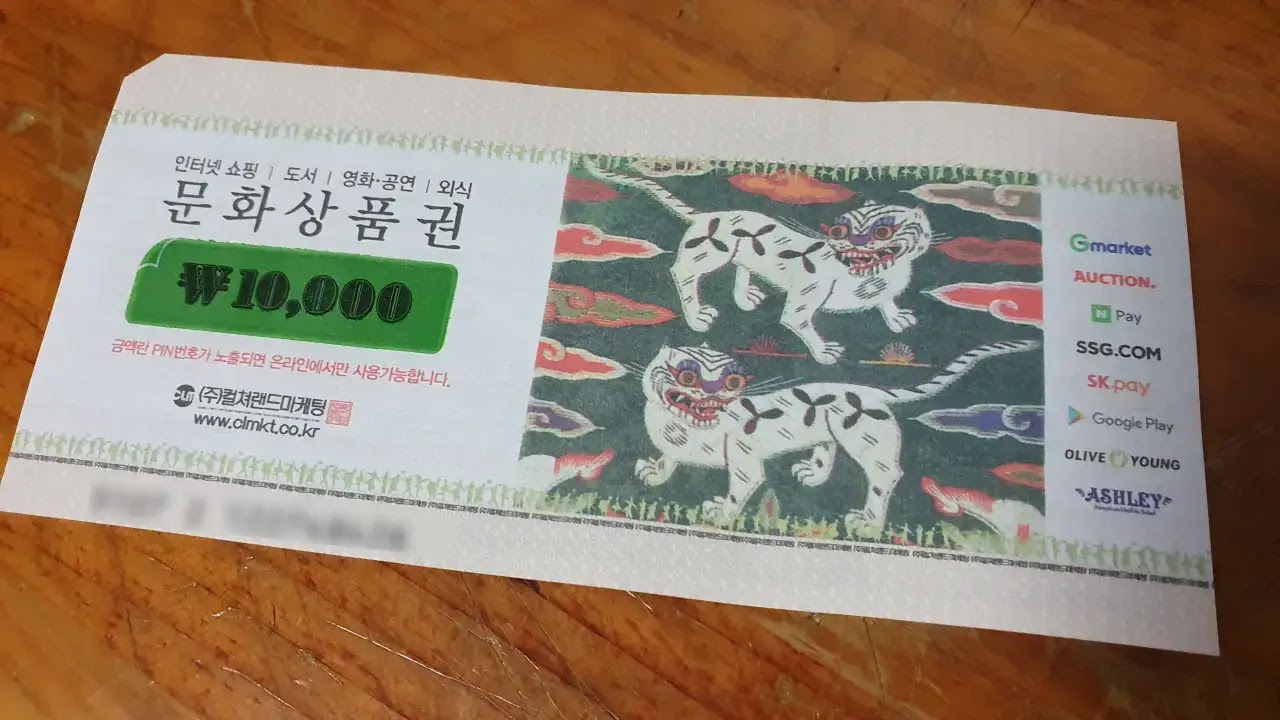 인터넷 쇼핑 | 도서 | 영화·공연 | 외식
문화상품권
₩10,000
금액란 PIN번호가 노출되면 온라인에서만 사용가능합니다.
(주)컬쳐랜드마케팅
www.clmkt.co.kr
Gmarket
AUCTION.
N Pay
SSG.COM
SK pay
Google Play
OLIVE YOUNG
ASHLEY